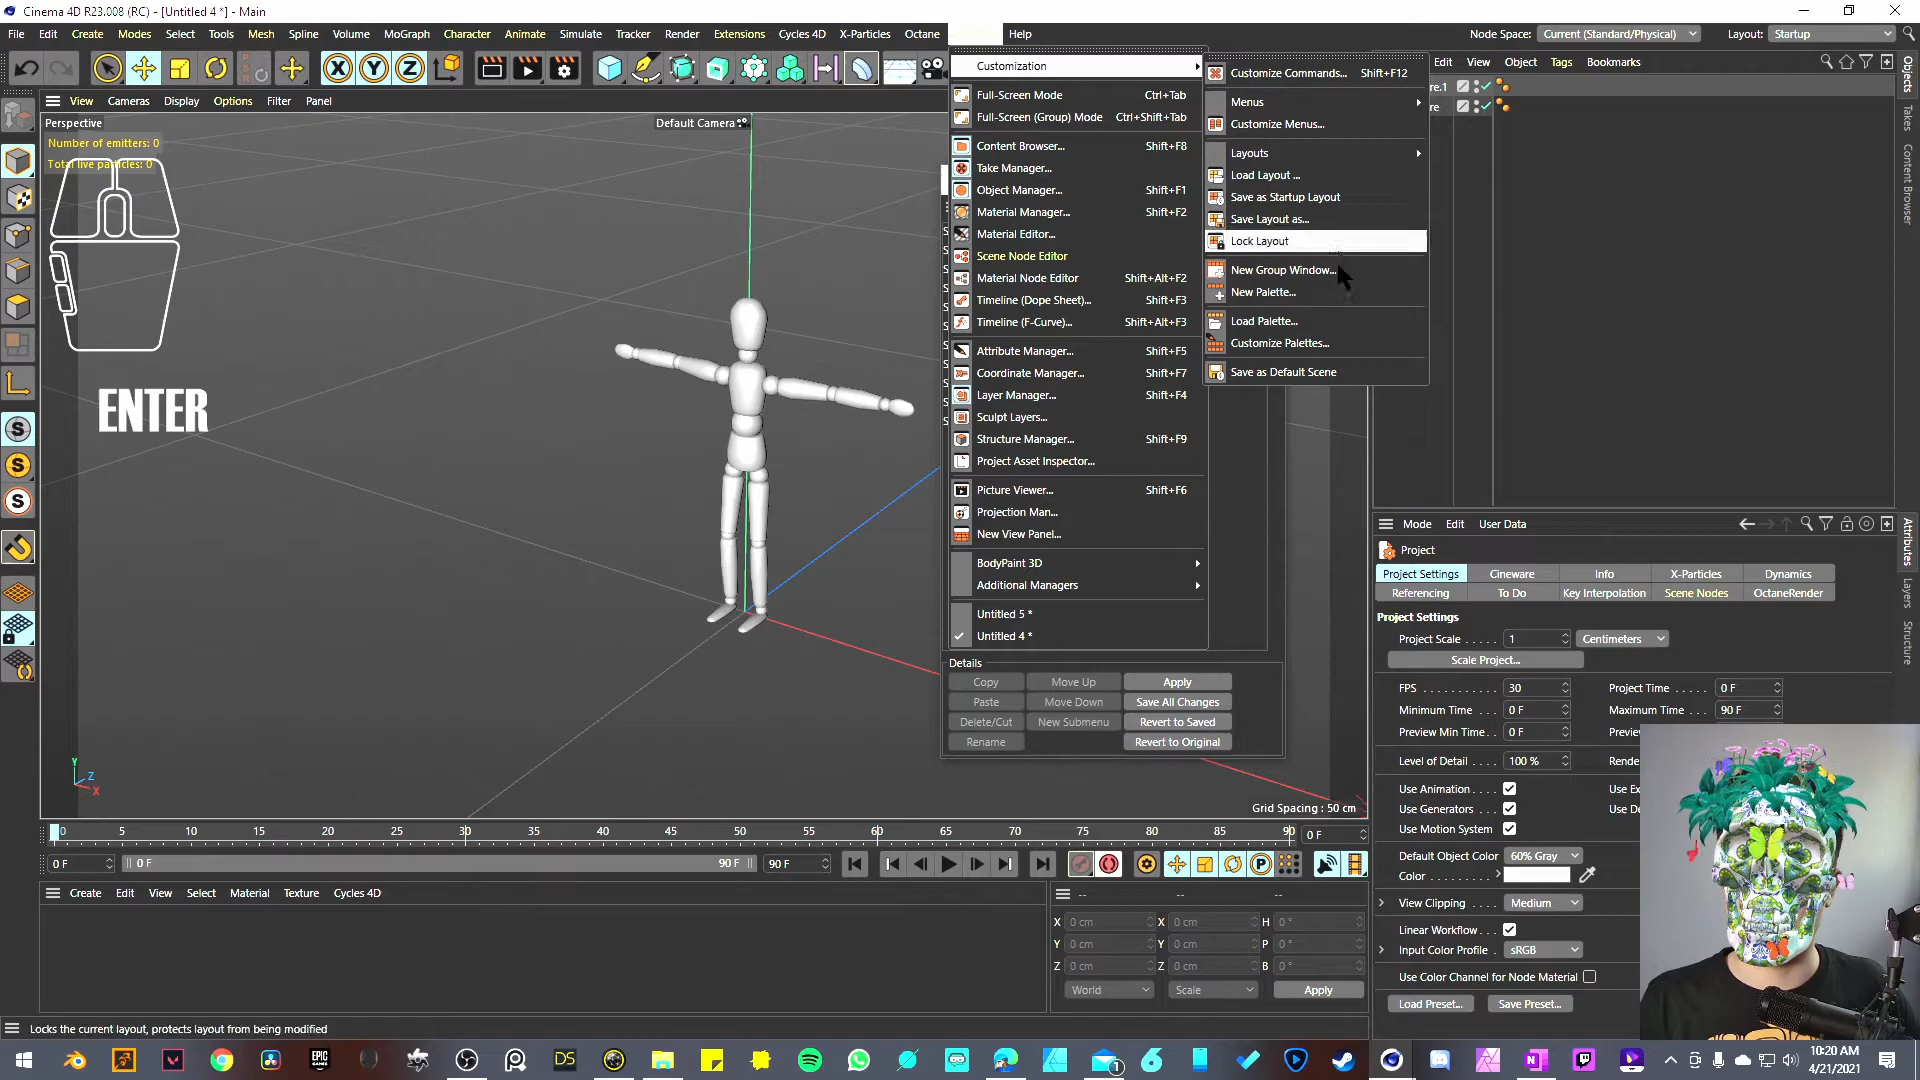 Cinema 4D R23.008 (RC) - [Untitled 4 *] - Main
File Edit Create Modes Select Tools Mesh Spline Volume MoGraph Character Animate Simulate Tracker Render Extensions Cycles 4D X-Particles Octane Help Node Space: Current (Standard/Physical) Layout: Startup
View Cameras Display Options Filter Panel
Perspective
Default Camera
Number of emitters: 0
Total live particles: 0
ENTER
Customization
Full-Screen Mode Ctrl+Tab
Full-Screen (Group) Mode Ctrl+Shift+Tab
Content Browser... Shift+F8
Take Manager...
Object Manager... Shift+F1
Material Manager... Shift+F2
Material Editor...
Scene Node Editor
Material Node Editor Shift+Alt+F2
Timeline (Dope Sheet)... Shift+F3
Timeline (F-Curve)... Shift+Alt+F3
Attribute Manager... Shift+F5
Coordinate Manager... Shift+F7
Layer Manager... Shift+F4
Sculpt Layers...
Structure Manager... Shift+F9
Project Asset Inspector...
Picture Viewer... Shift+F6
Projection Man...
New View Panel...
BodyPaint 3D
Additional Managers
Untitled 5 *
Untitled 4 *
Customize Commands... Shift+F12
Menus
Customize Menus...
Layouts
Load Layout ...
Save as Startup Layout
Save Layout as...
Lock Layout
New Group Window...
New Palette...
Load Palette...
Customize Palettes...
Save as Default Scene
Details
Copy Move Up Apply
Paste Move Down Save All Changes
Delete/Cut New Submenu Revert to Saved
Rename Revert to Original
Grid Spacing : 50 cm
Y
Z
X
Edit View Object Tags Bookmarks
re.1
re
Objects
Takes
Content Browser
Mode Edit User Data
Project
Project Settings Cineware Info X-Particles Dynamics
Referencing To Do Key Interpolation Scene Nodes OctaneRender
Project Settings
Project Scale 1 Centimeters
Scale Project...
FPS 30 Project Time 0 F
Minimum Time 0 F Maximum Time 90 F
Preview Min Time 0 F Preview
Level of Detail 100 % Rende
Use Animation Use Ex
Use Generators Use De
Use Motion System
Default Object Color 60% Gray
Color
View Clipping Medium
Linear Workflow
Input Color Profile sRGB
Use Color Channel for Node Material
Load Preset... Save Preset...
Attributes
Layers
Structure
0 5 10 15 20 25 30 35 40 45 50 55 60 65 70 75 80 85 90 0 F
0 F 0 F 90 F 90 F
Create Edit View Select Material Texture Cycles 4D
-- -- --
X 0 cm X 0 cm H 0 °
Y 0 cm Y 0 cm P 0 °
Z 0 cm Z 0 cm B 0 °
World Scale Apply
Locks the current layout, protects layout from being modified
10:20 AM
4/21/2021